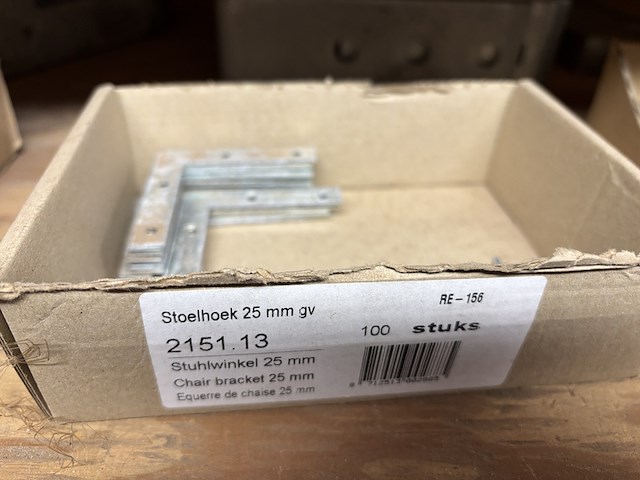 Stoelhoek 25 mm gv
RE-156
2151.13
100 stuks
Stuhlwinkel 25 mm
Chair bracket 25 mm
Equerre de chaise 25 mm